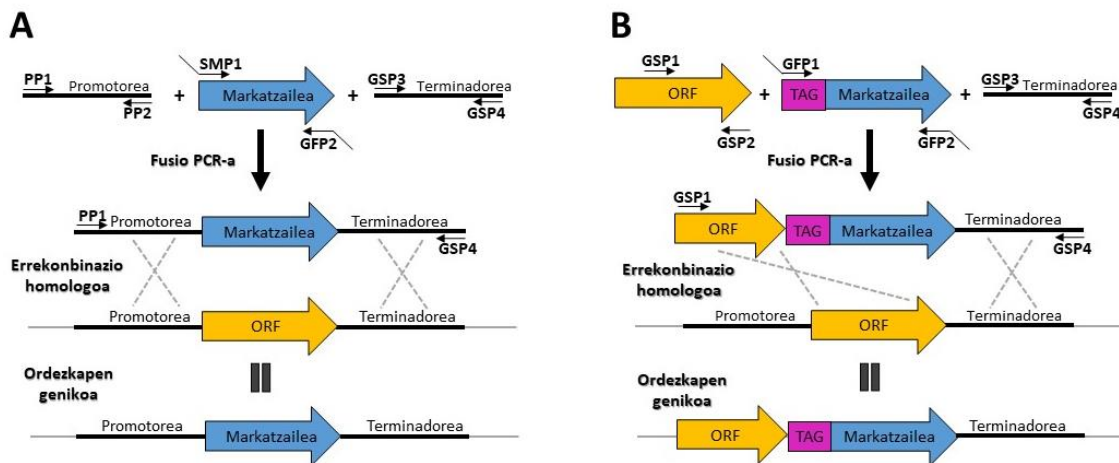 A
PP1
Promotorea
PP2
+
SMP1
Markatzailea
GFP2
+
GSP3
Terminadorea
GSP4
Fusio PCR-a
PP1
Promotorea
Markatzailea
Terminadorea
GSP4
Errekonbinazio
homologoa
Promotorea
ORF
Terminadorea
Ordezkapen
genikoa
Promotorea
Markatzailea
Terminadorea
B
GSP1
ORF
GSP2
+
GFP1
TAG
Markatzailea
GFP2
+
GSP3
Terminadorea
GSP4
Fusio PCR-a
GSP1
ORF
TAG
Markatzailea
Terminadorea
GSP4
Errekonbinazio
homologoa
Promotorea
ORF
Terminadorea
Ordezkapen
genikoa
ORF
TAG
Markatzailea
Terminadorea